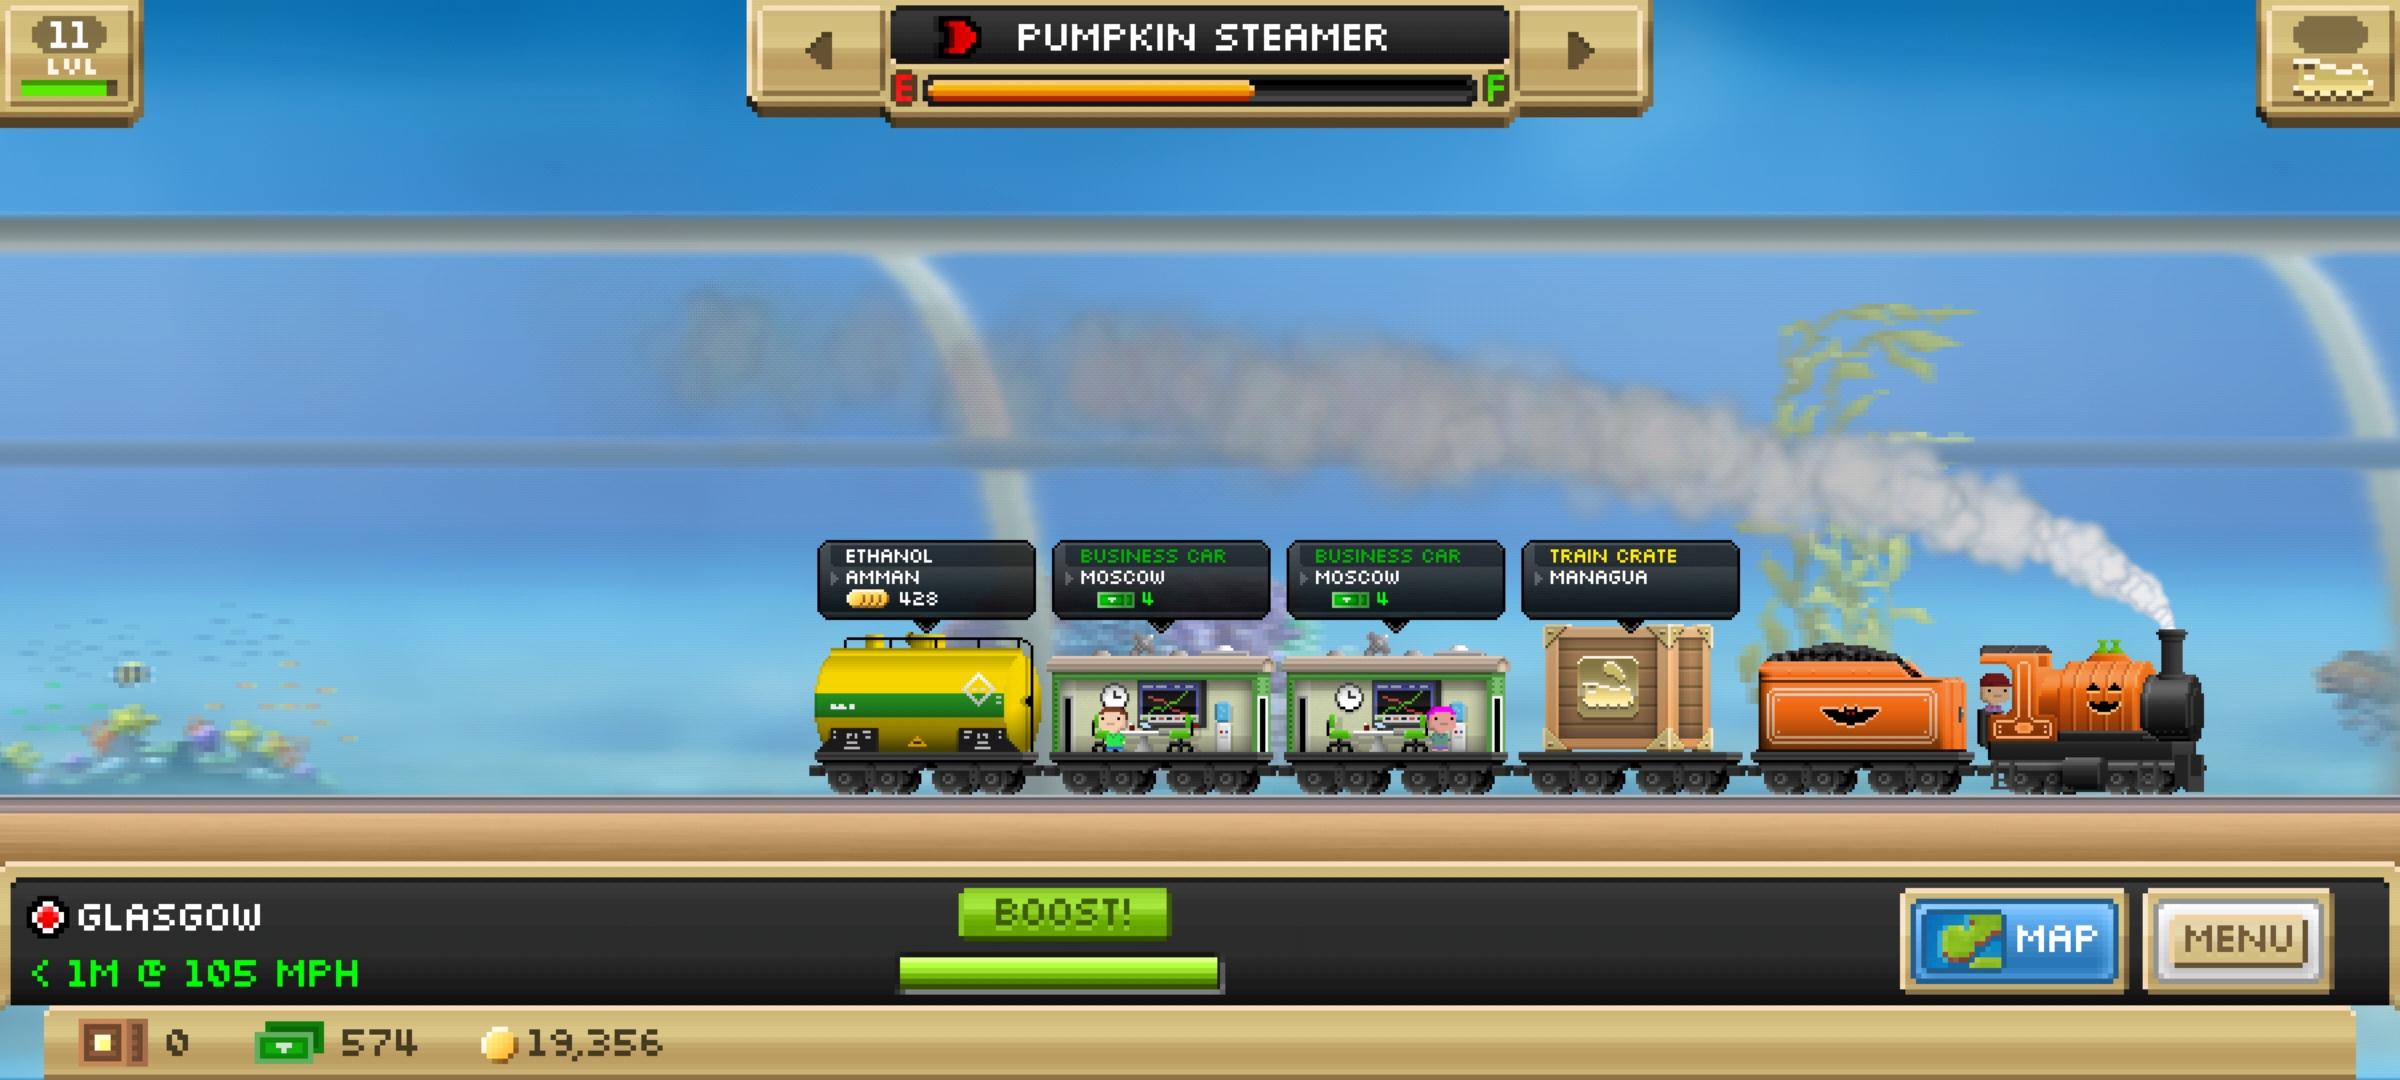 11
LVL
PUMPKIN STEAMER
E F
ETHANOL
AMMAN
428
BUSINESS CAR
MOSCOW
4
BUSINESS CAR
MOSCOW
4
TRAIN CRATE
MANAGUA
GLASGOW
< 1M @ 105 MPH
BOOST!
MAP
MENU
0
574
19,356